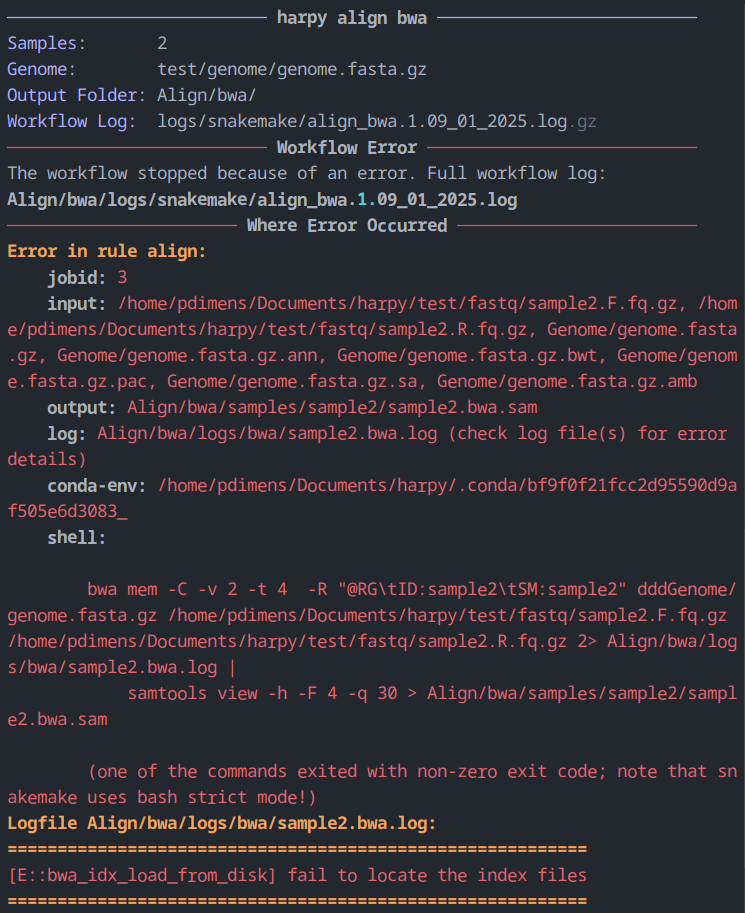 harpy align bwa
Samples: 2
Genome: test/genome/genome.fasta.gz
Output Folder: Align/bwa/
Workflow Log: logs/snakemake/align_bwa.1.09_01_2025.log.gz
Workflow Error
The workflow stopped because of an error. Full workflow log:
Align/bwa/logs/snakemake/align_bwa.1.09_01_2025.log
Where Error Occurred
Error in rule align:
    jobid: 3
    input: /home/pdimens/Documents/harpy/test/fastq/sample2.F.fq.gz, /hom
e/pdimens/Documents/harpy/test/fastq/sample2.R.fq.gz, Genome/genome.fasta
.gz, Genome/genome.fasta.gz.ann, Genome/genome.fasta.gz.bwt, Genome/genom
e.fasta.gz.pac, Genome/genome.fasta.gz.sa, Genome/genome.fasta.gz.amb
    output: Align/bwa/samples/sample2/sample2.bwa.sam
    log: Align/bwa/logs/bwa/sample2.bwa.log (check log file(s) for error
details)
    conda-env: /home/pdimens/Documents/harpy/.conda/bf9f0f21fcc2d95590d9a
f505e6d3083_
    shell:
        bwa mem -C -v 2 -t 4  -R "@RG\tID:sample2\tSM:sample2" dddGenome/
genome.fasta.gz /home/pdimens/Documents/harpy/test/fastq/sample2.F.fq.gz
/home/pdimens/Documents/harpy/test/fastq/sample2.R.fq.gz 2> Align/bwa/log
s/bwa/sample2.bwa.log |
            samtools view -h -F 4 -q 30 > Align/bwa/samples/sample2/sampl
e2.bwa.sam
        (one of the commands exited with non-zero exit code; note that sn
akemake uses bash strict mode!)
Logfile Align/bwa/logs/bwa/sample2.bwa.log:
==========================================================
[E::bwa_idx_load_from_disk] fail to locate the index files
==========================================================